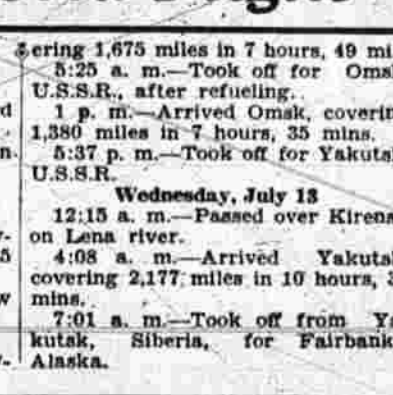 ering 1,675 miles in 7 hours, 49 mi
5:25 a. m.—Took off for Oms
U.S.S.R., after refueling.
1 p. m.—Arrived Omsk, coverin
1,380 miles in 7 hours, 35 mins.
5:37 p. m.—Took off for Yakuts
U.S.S.R.
Wednesday, July 13
12:15 a. m.—Passed over Kirens
on Lena river.
4:08 a. m.—Arrived Yakuts
covering 2,177 miles in 10 hours, 3
mins.
7:01 a. m.—Took off from Ya
kutsk, Siberia, for Fairbank
Alaska.